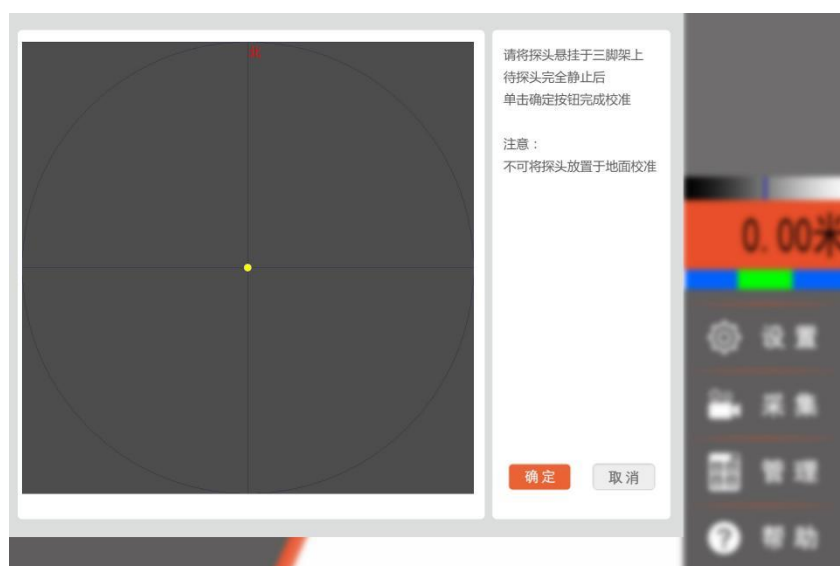 北
请将探头悬挂于三脚架上
待探头完全静止后
单击确定按钮完成校准
注意：
不可将探头放置于地面校准
确定
取消
0.00米
设置
采集
管理
帮助